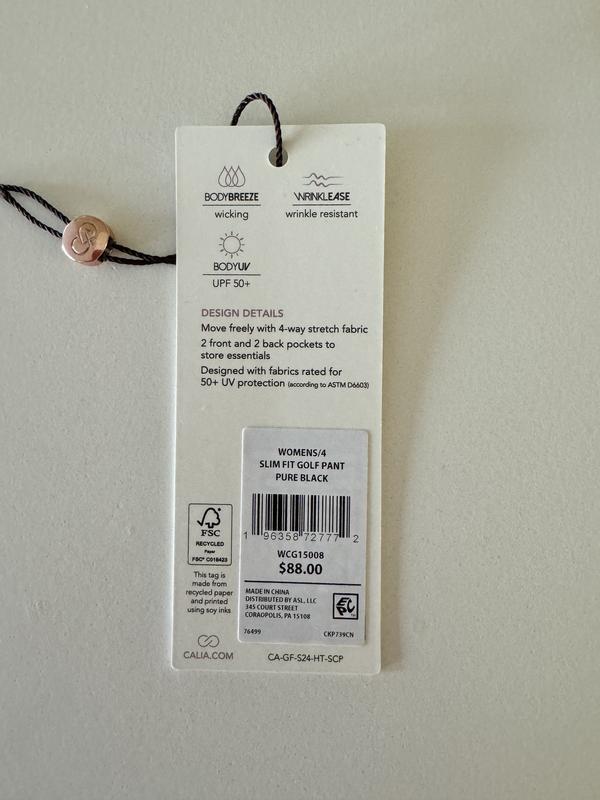 BODYBREEZE
wicking
WRINKLEASE
wrinkle resistant
BODYUV
UPF 50+
DESIGN DETAILS
Move freely with 4-way stretch fabric
2 front and 2 back pockets to
store essentials
Designed with fabrics rated for
50+ UV protection (according to ASTM D6603)
WOMENS/4
SLIM FIT GOLF PANT
PURE BLACK
1 96358 72777 2
WCG15008
$88.00
MADE IN CHINA
DISTRIBUTED BY ASL, LLC
345 COURT STREET
CORAOPOLIS, PA 15108
76499 CKP739CN
EPC
FSC
RECYCLED
Paper
FSC® C018423
This tag is
made from
recycled paper
and printed
using soy inks
CALIA.COM
CA-GF-S24-HT-SCP